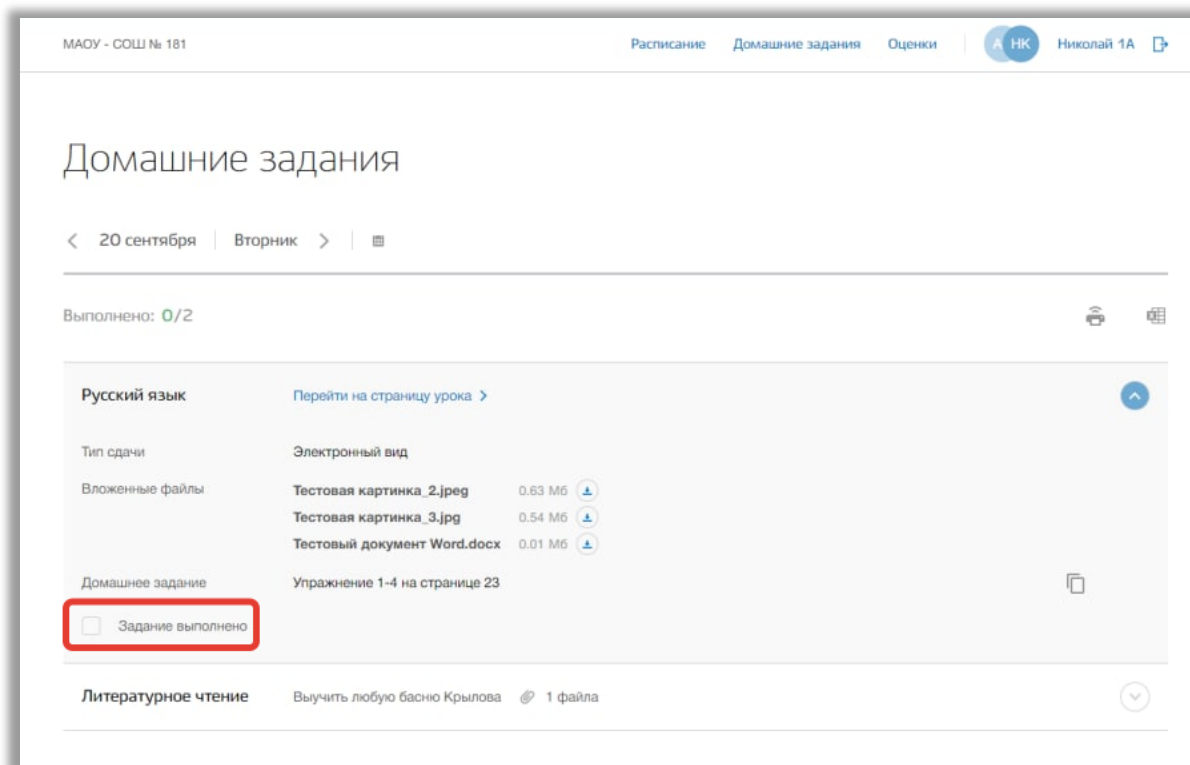 МАОУ - СОШ № 181 Расписание Домашние задания Оценки А НК Николай 1А
Домашние задания
20 сентября Вторник
Выполнено: 0/2
Русский язык Перейти на страницу урока
Тип сдачи Электронный вид
Вложенные файлы Тестовая картинка_2.jpeg 0.63 Мб
Тестовая картинка_3.jpg 0.54 Мб
Тестовый документ Word.docx 0.01 Мб
Домашнее задание Упражнение 1-4 на странице 23
Задание выполнено
Литературное чтение Выучить любую басню Крылова 1 файла